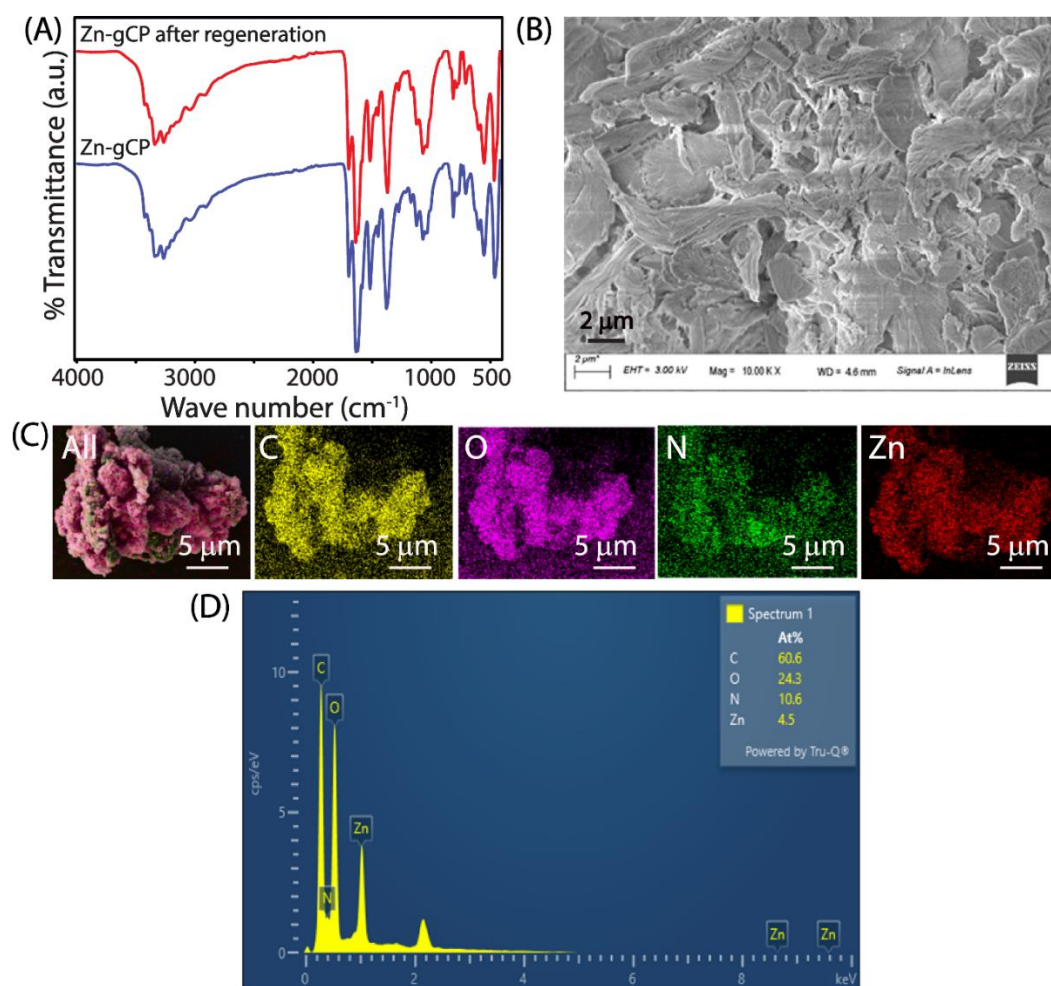 (A)
Zn-gCP after regeneration
Zn-gCP
% Transmittance (a.u.)
4000 3000 2000 1000 500
Wave number (cm⁻¹)
(B)
2 μm
2 μm*
EHT = 3.00 kV Mag = 10.00 K X WD = 4.6 mm Signal A = InLens
ZEISS
(C)
All C O N Zn
5 μm 5 μm 5 μm 5 μm 5 μm
(D)
Spectrum 1
At%
C 60.6
O 24.3
N 10.6
Zn 4.5
Powered by Tru-Q®
cps/eV
10
5
0
C
O
Zn
N
Zn Zn
0 2 4 6 8 keV